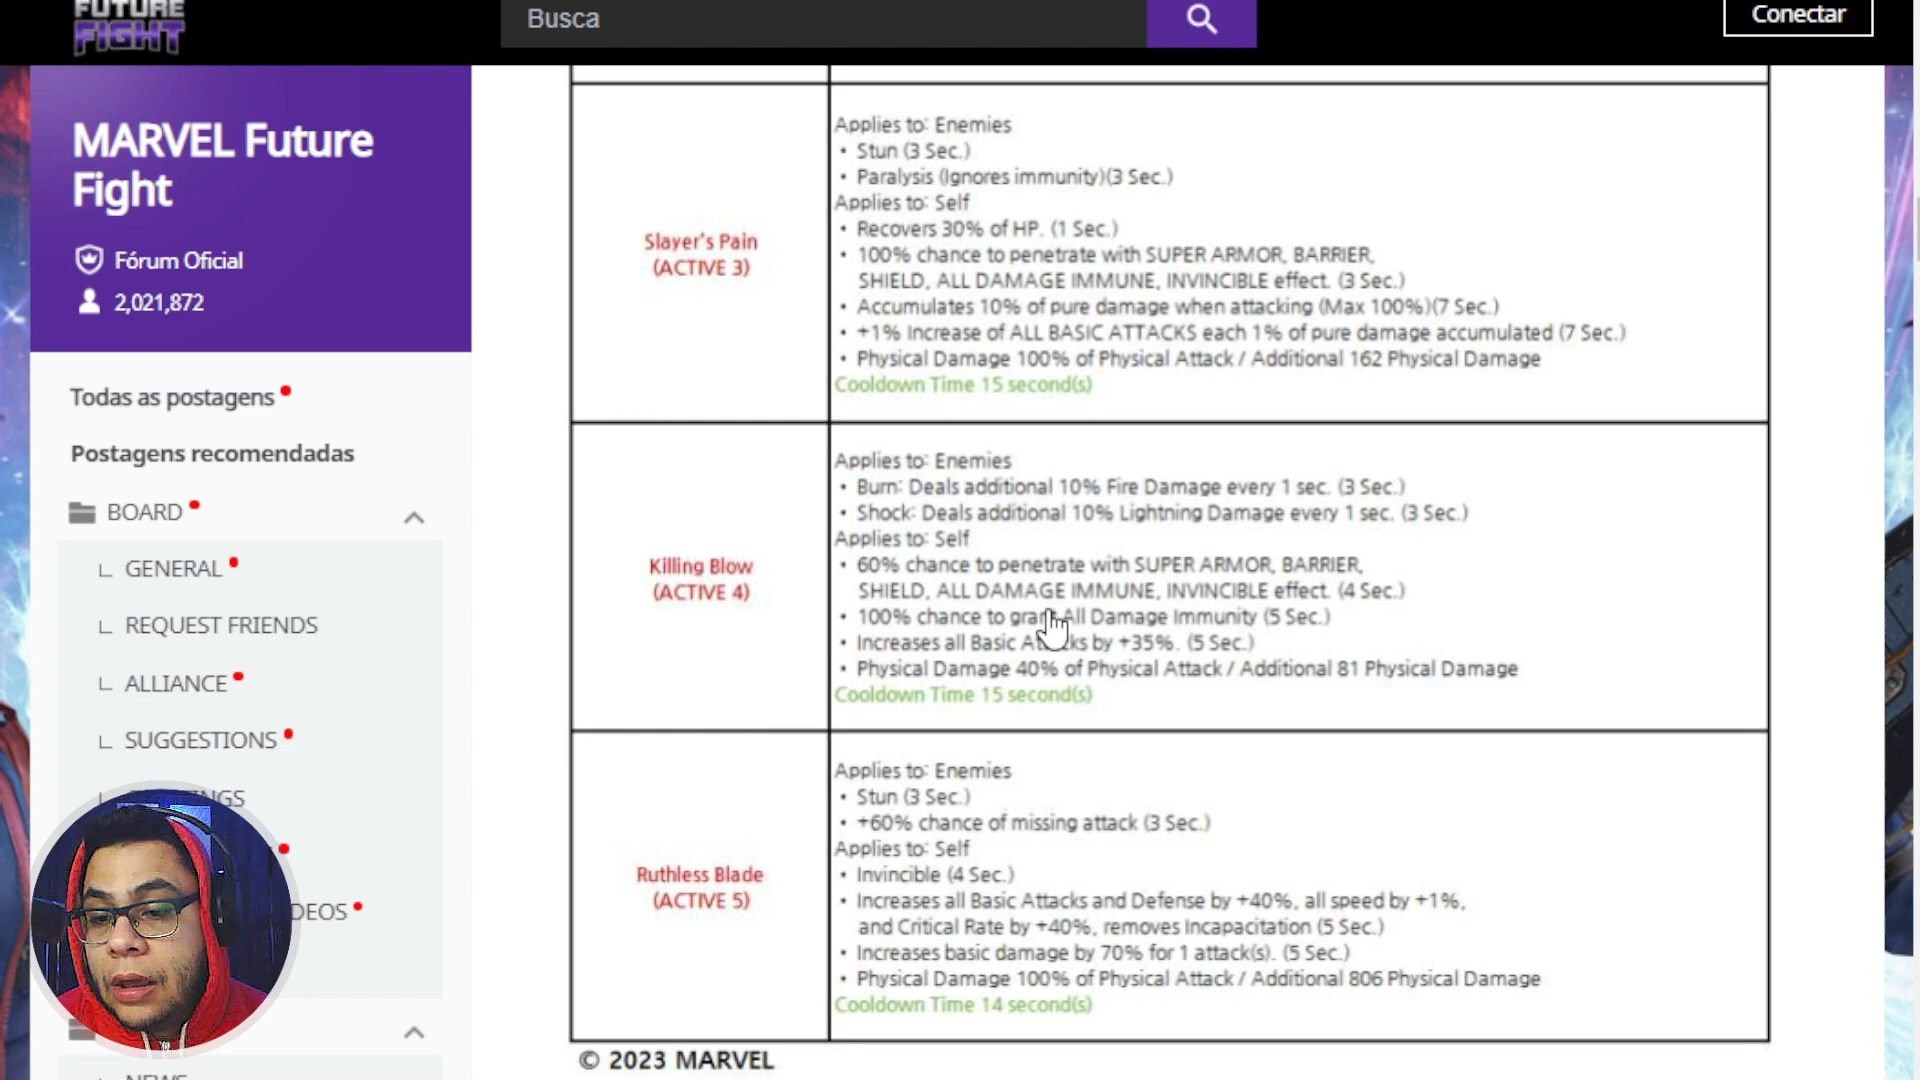 FUTURE
FIGHT
Busca
Conectar
MARVEL Future
Fight
Fórum Oficial
2,021,872
Todas as postagens
Postagens recomendadas
BOARD
GENERAL
REQUEST FRIENDS
ALLIANCE
SUGGESTIONS
NEWS
Slayer's Pain
(ACTIVE 3)
Applies to: Enemies
• Stun (3 Sec.)
• Paralysis (Ignores immunity)(3 Sec.)
Applies to: Self
• Recovers 30% of HP. (1 Sec.)
• 100% chance to penetrate with SUPER ARMOR, BARRIER,
SHIELD, ALL DAMAGE IMMUNE, INVINCIBLE effect. (3 Sec.)
• Accumulates 10% of pure damage when attacking (Max 100%)(7 Sec.)
• +1% Increase of ALL BASIC ATTACKS each 1% of pure damage accumulated (7 Sec.)
• Physical Damage 100% of Physical Attack / Additional 162 Physical Damage
Cooldown Time 15 second(s)
Killing Blow
(ACTIVE 4)
Applies to: Enemies
• Burn: Deals additional 10% Fire Damage every 1 sec. (3 Sec.)
• Shock: Deals additional 10% Lightning Damage every 1 sec. (3 Sec.)
Applies to: Self
• 60% chance to penetrate with SUPER ARMOR, BARRIER,
SHIELD, ALL DAMAGE IMMUNE, INVINCIBLE effect. (4 Sec.)
• 100% chance to grant All Damage Immunity (5 Sec.)
• Increases all Basic Attacks by +35%. (5 Sec.)
• Physical Damage 40% of Physical Attack / Additional 81 Physical Damage
Cooldown Time 15 second(s)
Ruthless Blade
(ACTIVE 5)
Applies to: Enemies
• Stun (3 Sec.)
• +60% chance of missing attack (3 Sec.)
Applies to: Self
• Invincible (4 Sec.)
• Increases all Basic Attacks and Defense by +40%, all speed by +1%,
and Critical Rate by +40%, removes Incapacitation (5 Sec.)
• Increases basic damage by 70% for 1 attack(s). (5 Sec.)
• Physical Damage 100% of Physical Attack / Additional 806 Physical Damage
Cooldown Time 14 second(s)
© 2023 MARVEL